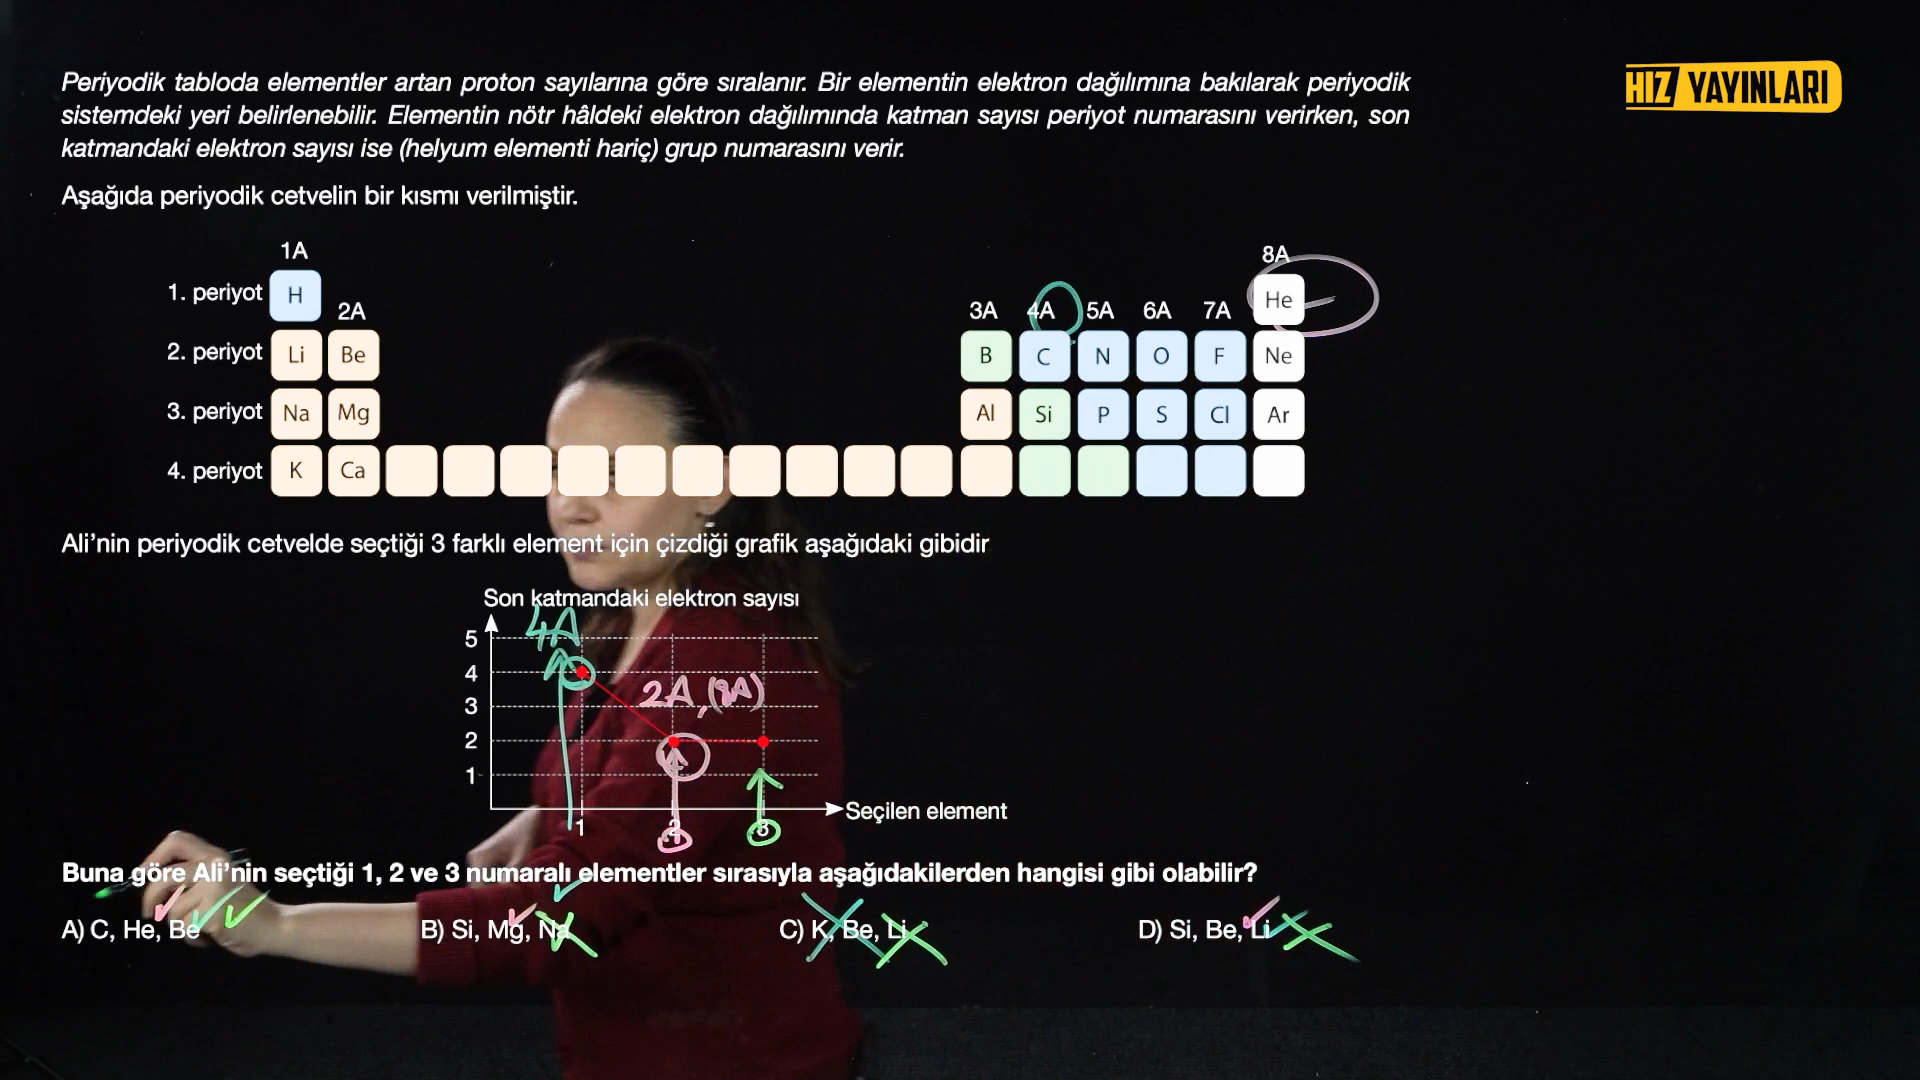 Periyodik tabloda elementler artan proton sayılarına göre sıralanır. Bir elementin elektron dağılımına bakılarak periyodik
HIZ YAYINLARI
sistemdeki yeri belirlenebilir. Elementin nötr hâldeki elektron dağılımında katman sayısı periyot numarasını verirken, son
katmandaki elektron sayısı ise (helyum elementi hariç) grup numarasını verir.
Aşağıda periyodik cetvelin bir kısmı verilmiştir.
1A 8A
1. periyot H He
2A 3A 4A 5A 6A 7A
2. periyot Li Be B C N O F Ne
3. periyot Na Mg Al Si P S Cl Ar
4. periyot K Ca
Ali'nin periyodik cetvelde seçtiği 3 farklı element için çizdiği grafik aşağıdaki gibidir
Son katmandaki elektron sayısı
4A
5
4
2A, (8A)
3
2
1
Seçilen element
1 2 3
Buna göre Ali'nin seçtiği 1, 2 ve 3 numaralı elementler sırasıyla aşağıdakilerden hangisi gibi olabilir?
A) C, He, Be B) Si, Mg, Na C) K, Be, Li D) Si, Be, Li